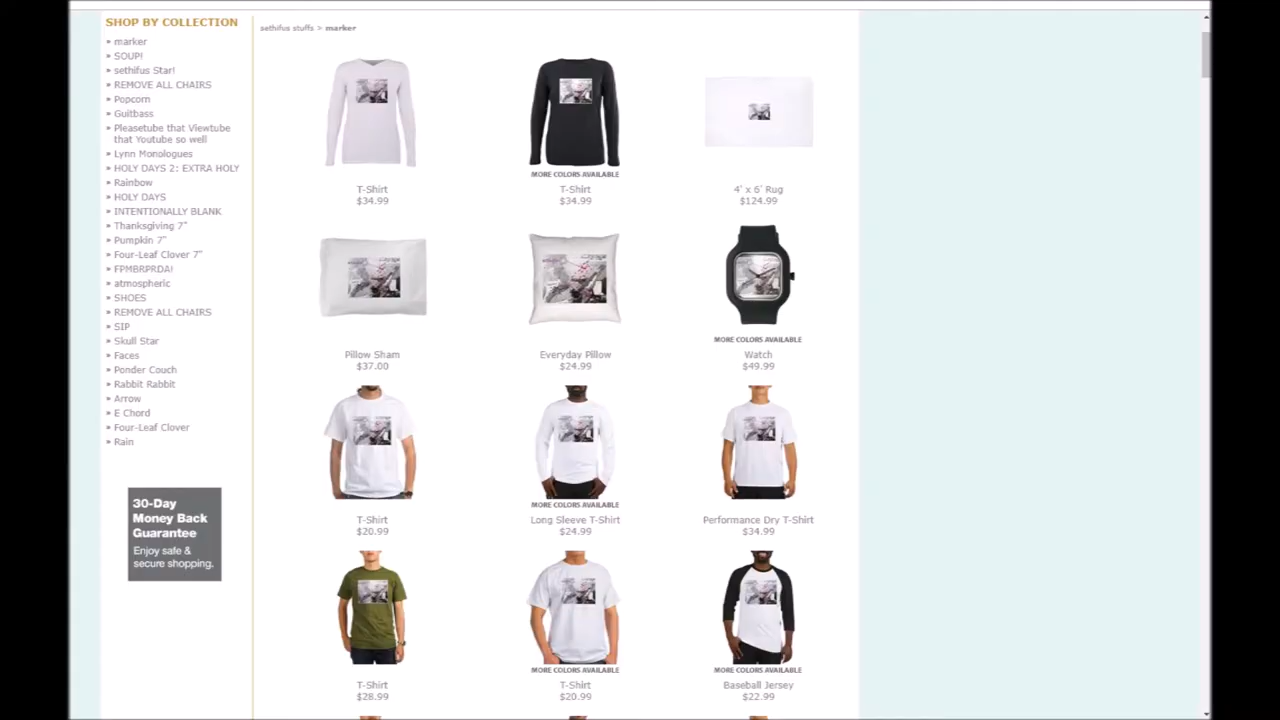 SHOP BY COLLECTION
» marker
» SOUP!
» sethifus Star!
» REMOVE ALL CHAIRS
» Popcorn
» Guitbass
» Pleasetube that Viewtube
that Youtube so well
» Lynn Monologues
» HOLY DAYS 2: EXTRA HOLY
» Rainbow
» HOLY DAYS
» INTENTIONALLY BLANK
» Thanksgiving 7"
» Pumpkin 7"
» Four-Leaf Clover 7"
» FPMBRPRDA!
» atmospheric
» SHOES
» REMOVE ALL CHAIRS
» SIP
» Skull Star
» Faces
» Ponder Couch
» Rabbit Rabbit
» Arrow
» E Chord
» Four-Leaf Clover
» Rain
30-Day
Money Back
Guarantee
Enjoy safe &
secure shopping.
sethifus stuffs > marker
T-Shirt
$34.99
MORE COLORS AVAILABLE
T-Shirt
$34.99
4' x 6' Rug
$124.99
Pillow Sham
$37.00
Everyday Pillow
$24.99
MORE COLORS AVAILABLE
Watch
$49.99
T-Shirt
$20.99
MORE COLORS AVAILABLE
Long Sleeve T-Shirt
$24.99
Performance Dry T-Shirt
$34.99
T-Shirt
$28.99
MORE COLORS AVAILABLE
T-Shirt
$20.99
MORE COLORS AVAILABLE
Baseball Jersey
$22.99